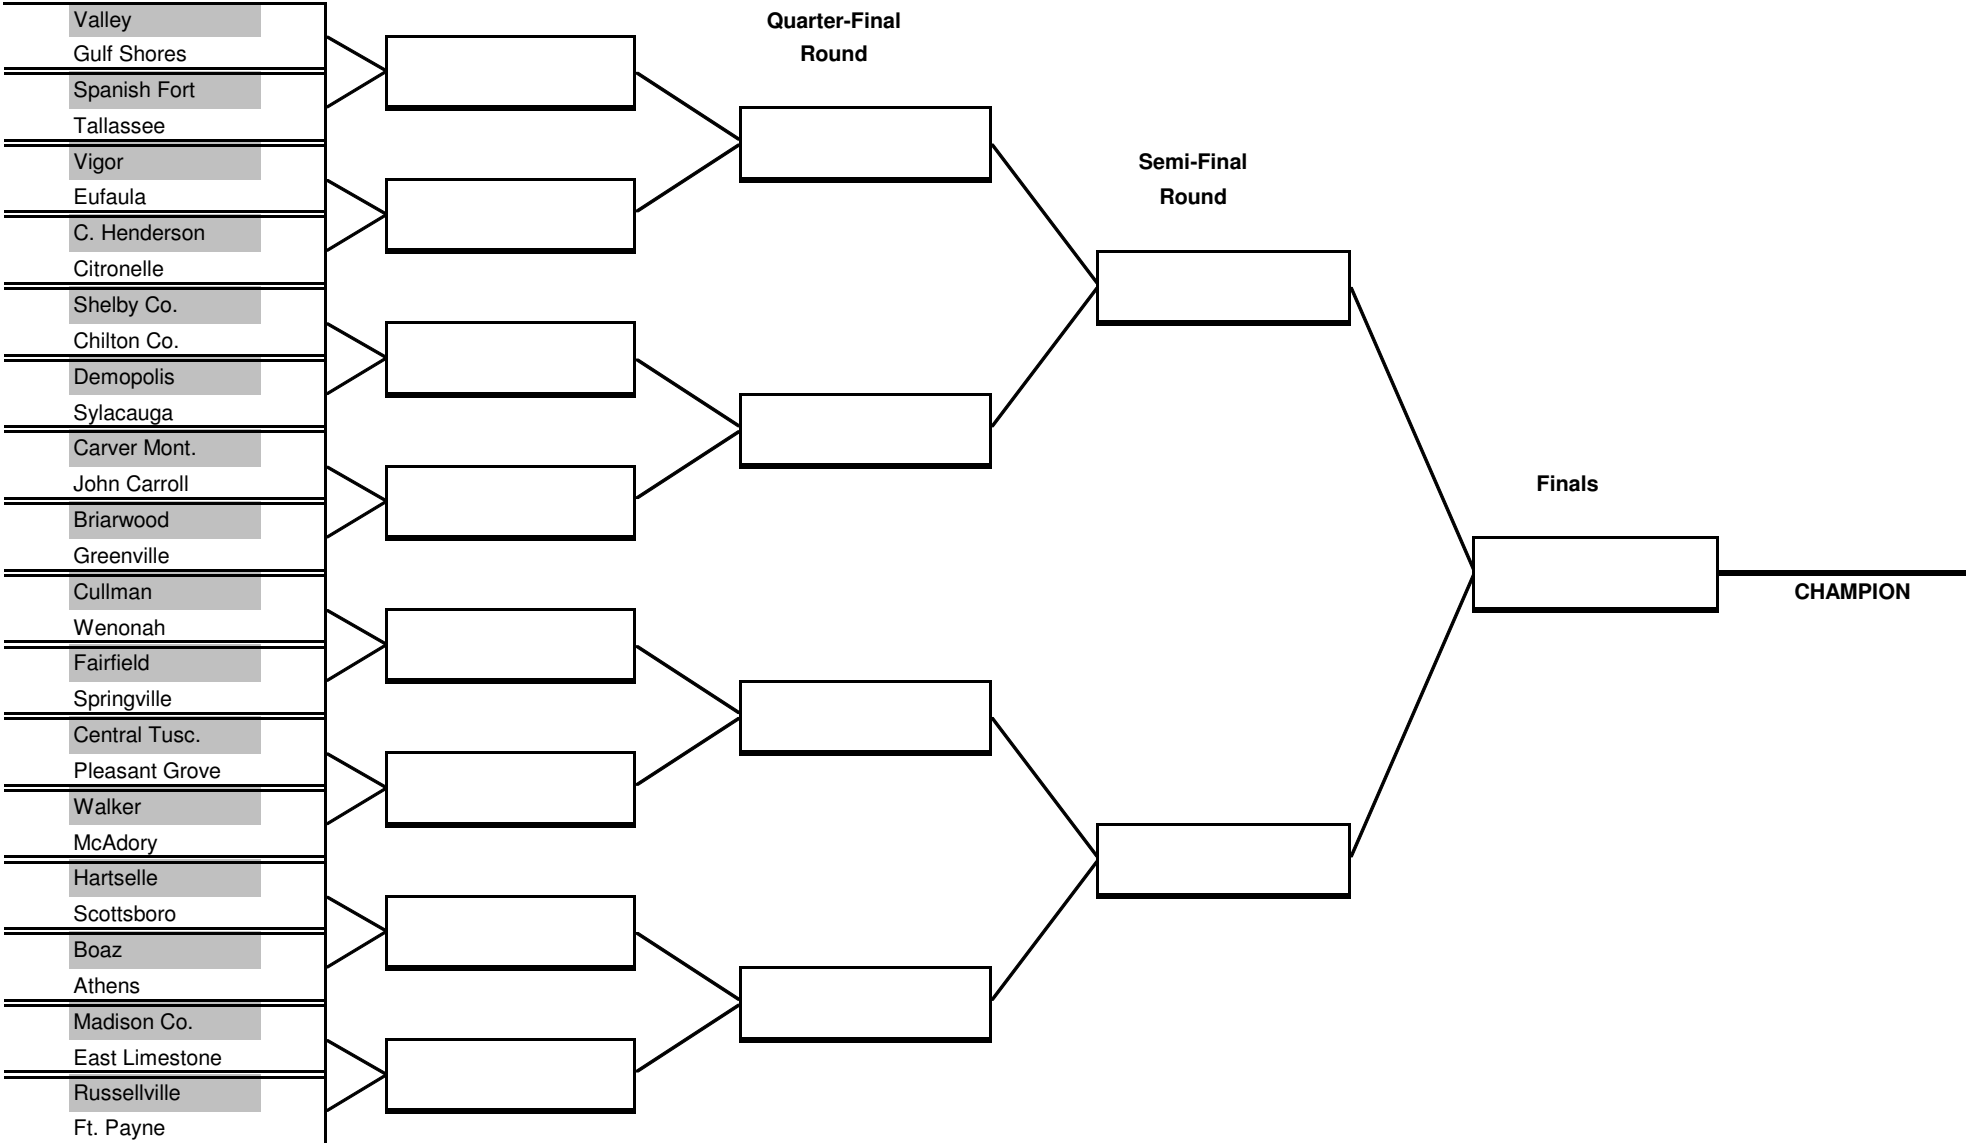 Valley
Gulf Shores
Spanish Fort
Tallassee
Vigor
Eufaula
C. Henderson
Citronelle
Shelby Co.
Chilton Co.
Demopolis
Sylacauga
Carver Mont.
John Carroll
Briarwood
Greenville
Cullman
Wenonah
Fairfield
Springville
Central Tusc.
Pleasant Grove
Walker
McAdory
Hartselle
Scottsboro
Boaz
Athens
Madison Co.
East Limestone
Russellville
Ft. Payne
Quarter-Final
Round
Semi-Final
Round
Finals
CHAMPION